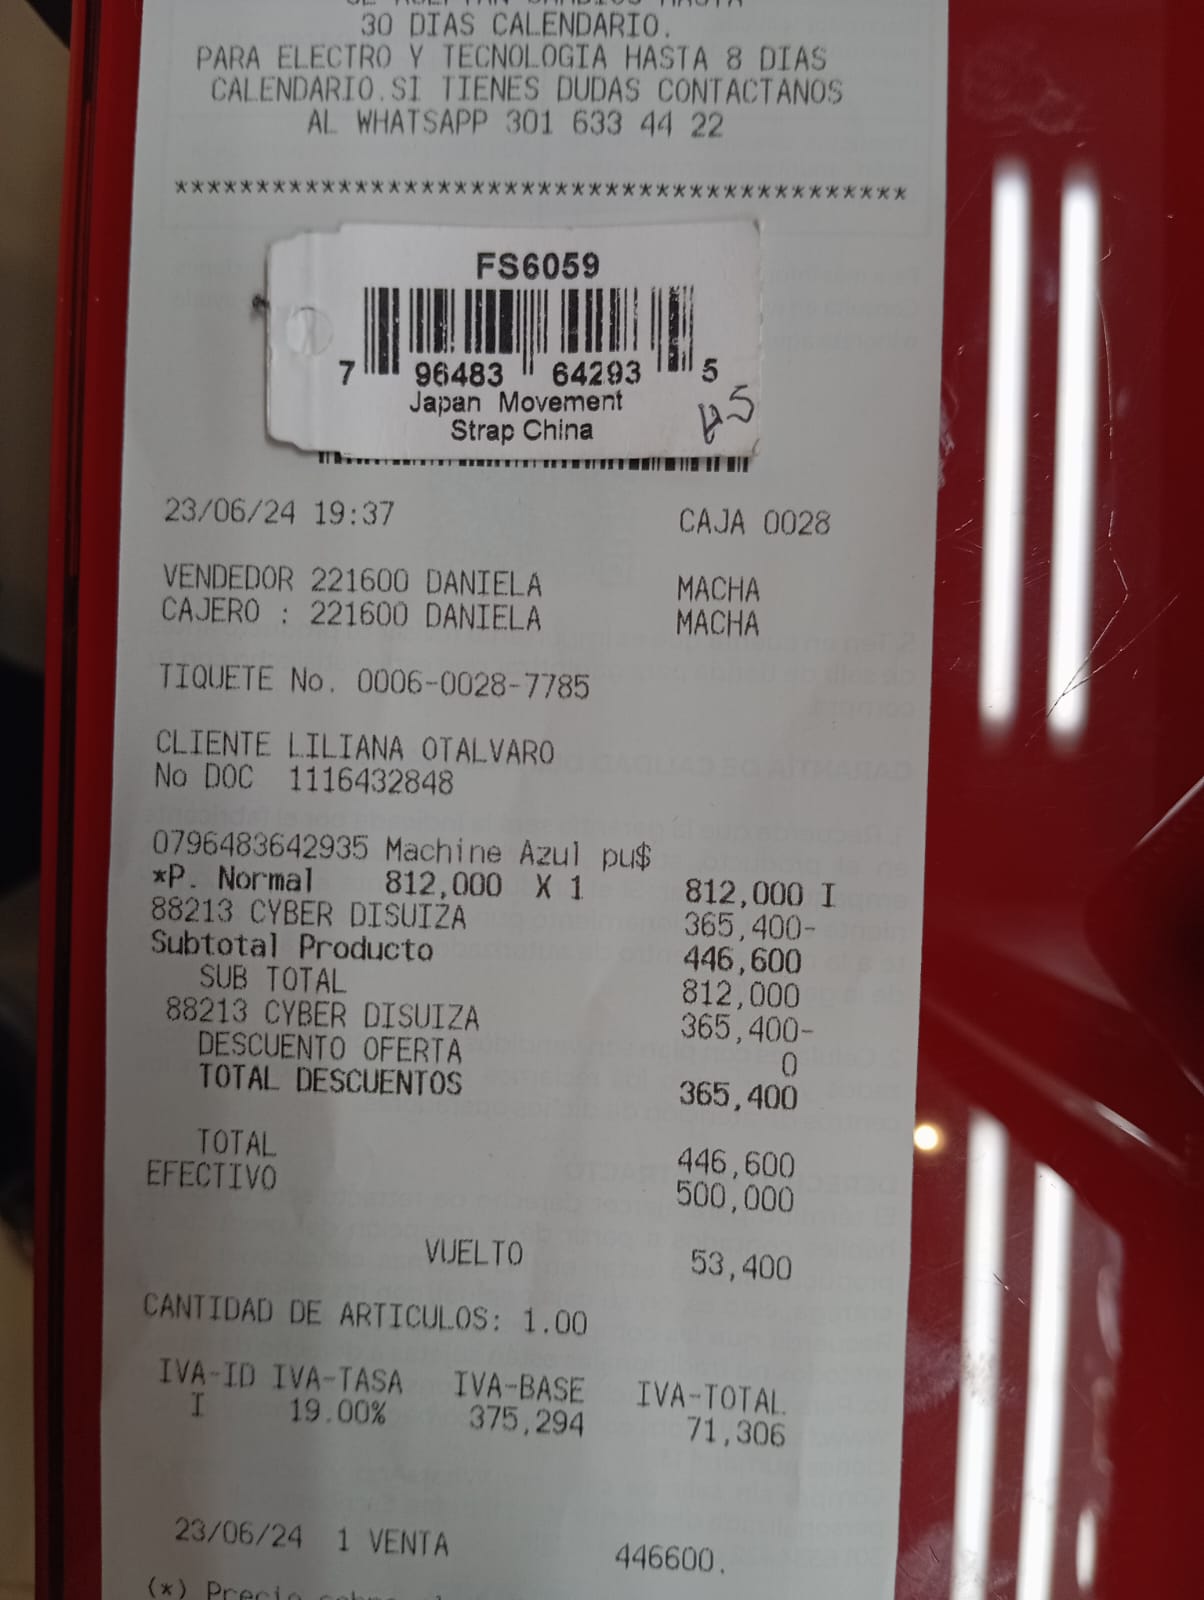 30 DIAS CALENDARIO.
PARA ELECTRO Y TECNOLOGIA HASTA 8 DIAS
CALENDARIO.SI TIENES DUDAS CONTACTANOS
AL WHATSAPP 301 633 44 22
*********************************************
FS6059
7 96483 64293 5
Japan Movement
Strap China
23/06/24 19:37 CAJA 0028
VENDEDOR 221600 DANIELA MACHA
CAJERO : 221600 DANIELA MACHA
TIQUETE No. 0006-0028-7785
CLIENTE LILIANA OTALVARO
No DOC 1116432848
0796483642935 Machine Azul pu$
*P. Normal 812,000 X 1 812,000 I
88213 CYBER DISUIZA 365,400-
Subtotal Producto 446,600
SUB TOTAL 812,000
88213 CYBER DISUIZA 365,400-
DESCUENTO OFERTA 0
TOTAL DESCUENTOS 365,400
TOTAL 446,600
EFECTIVO 500,000
VUELTO 53,400
CANTIDAD DE ARTICULOS: 1.00
IVA-ID IVA-TASA IVA-BASE IVA-TOTAL
I 19.00% 375,294 71,306
23/06/24 1 VENTA 446600.
(*) Precio